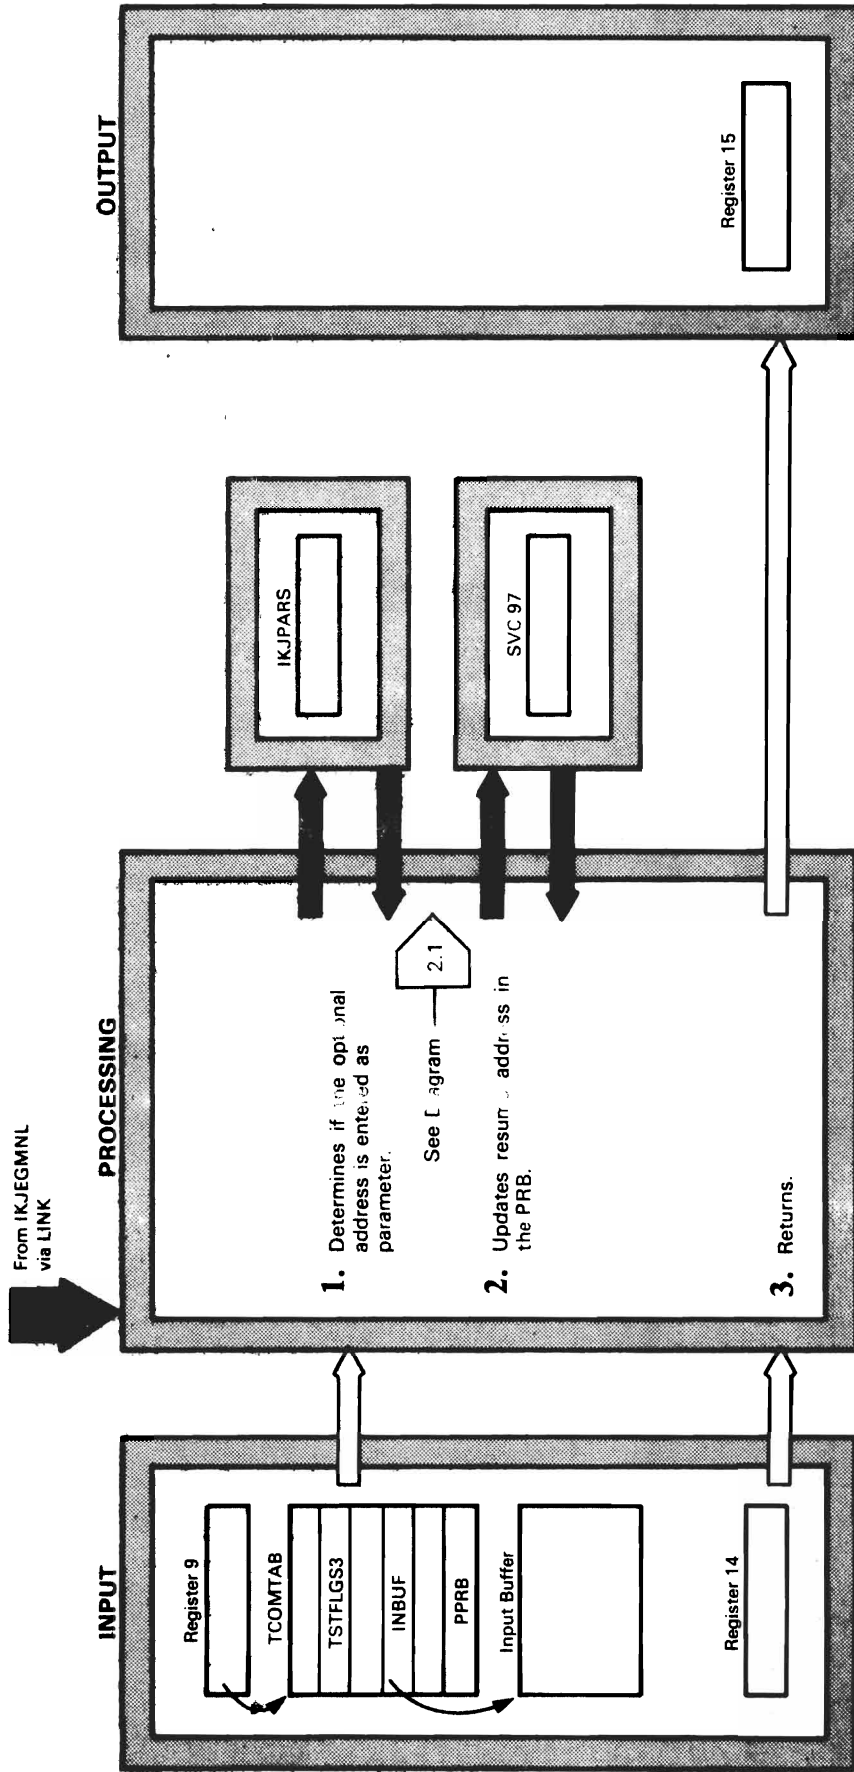 From IKJEGMNL
via LINK
INPUT
Register 9
TCOMTAB
TSTFLGS3
INBUF
PPRB
Input Buffer
Register 14
PROCESSING
1. Determines if optional
address is entered as
parameter.
See Diagram
2.1
2. Updates address in
the PRB.
3. Returns.
IKJPARS
SVC 97
OUTPUT
Register 15